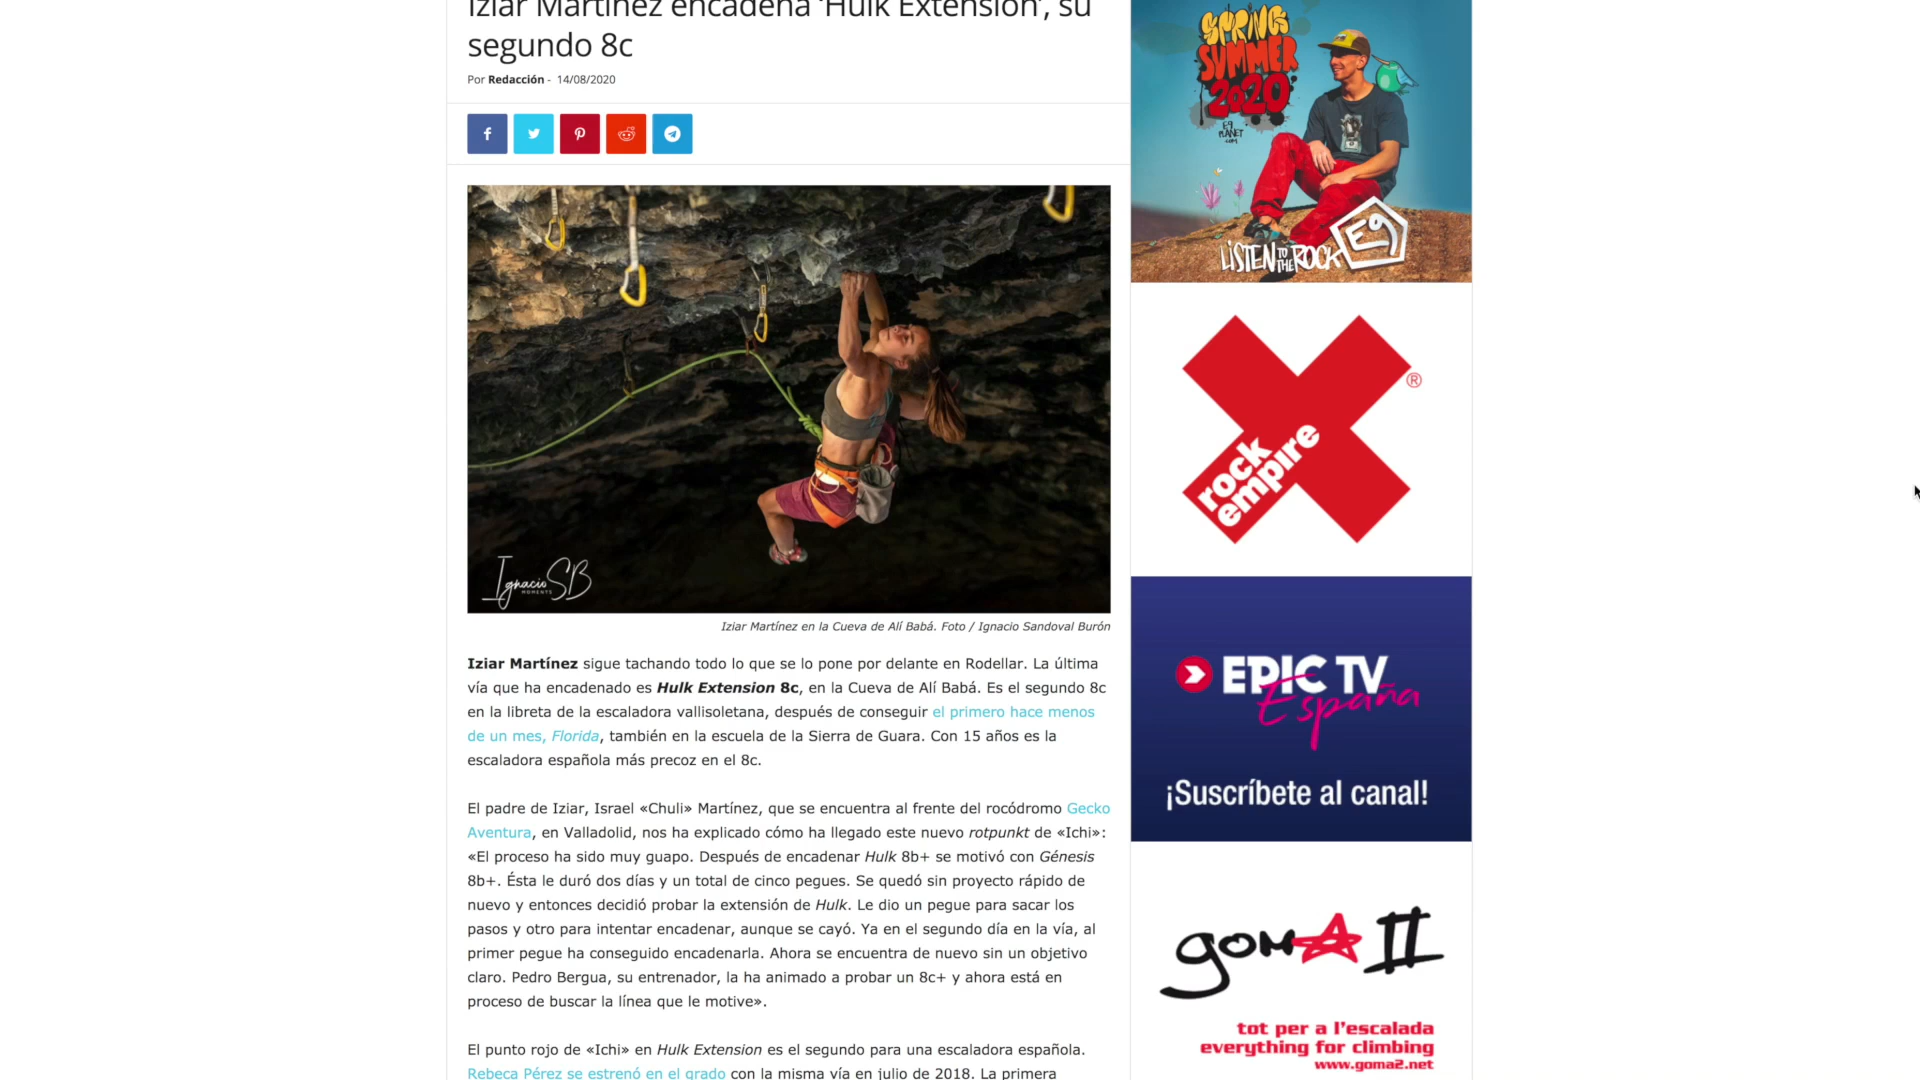 Iziar Martínez encadena ‘Hulk Extension’, su
segundo 8c
Por Redacción - 14/08/2020
Ignacio SB
MOMENTS
Iziar Martínez en la Cueva de Alí Babá. Foto / Ignacio Sandoval Burón
Iziar Martínez sigue tachando todo lo que se lo pone por delante en Rodellar. La última
vía que ha encadenado es Hulk Extension 8c, en la Cueva de Alí Babá. Es el segundo 8c
en la libreta de la escaladora vallisoletana, después de conseguir el primero hace menos
de un mes, Florida, también en la escuela de la Sierra de Guara. Con 15 años es la
escaladora española más precoz en el 8c.
El padre de Iziar, Israel «Chuli» Martínez, que se encuentra al frente del rocódromo Gecko
Aventura, en Valladolid, nos ha explicado cómo ha llegado este nuevo rotpunkt de «Ichi»:
«El proceso ha sido muy guapo. Después de encadenar Hulk 8b+ se motivó con Génesis
8b+. Ésta le duró dos días y un total de cinco pegues. Se quedó sin proyecto rápido de
nuevo y entonces decidió probar la extensión de Hulk. Le dio un pegue para sacar los
pasos y otro para intentar encadenar, aunque se cayó. Ya en el segundo día en la vía, al
primer pegue ha conseguido encadenarla. Ahora se encuentra de nuevo sin un objetivo
claro. Pedro Bergua, su entrenador, la ha animado a probar un 8c+ y ahora está en
proceso de buscar la línea que le motive».
El punto rojo de «Ichi» en Hulk Extension es el segundo para una escaladora española.
Rebeca Pérez se estrenó en el grado con la misma vía en julio de 2018. La primera
SPRING
SUMMER
2020
E9
PLANET
.COM
LiSTEN TO THE ROCK E9
rock
empire
®
EPIC TV
España
¡Suscríbete al canal!
goma II
tot per a l'escalada
everything for climbing
www.goma2.net